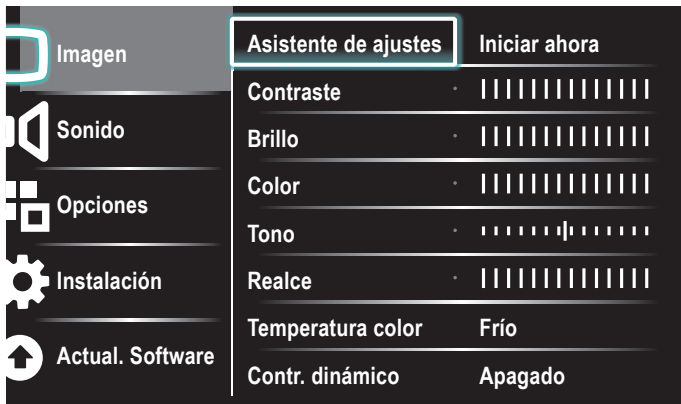 Imagen
Sonido
Opciones
Instalación
Actual. Software
Asistente de ajustes Iniciar ahora
Contraste
Brillo
Color
Tono
Realce
Temperatura color Frío
Contr. dinámico Apagado